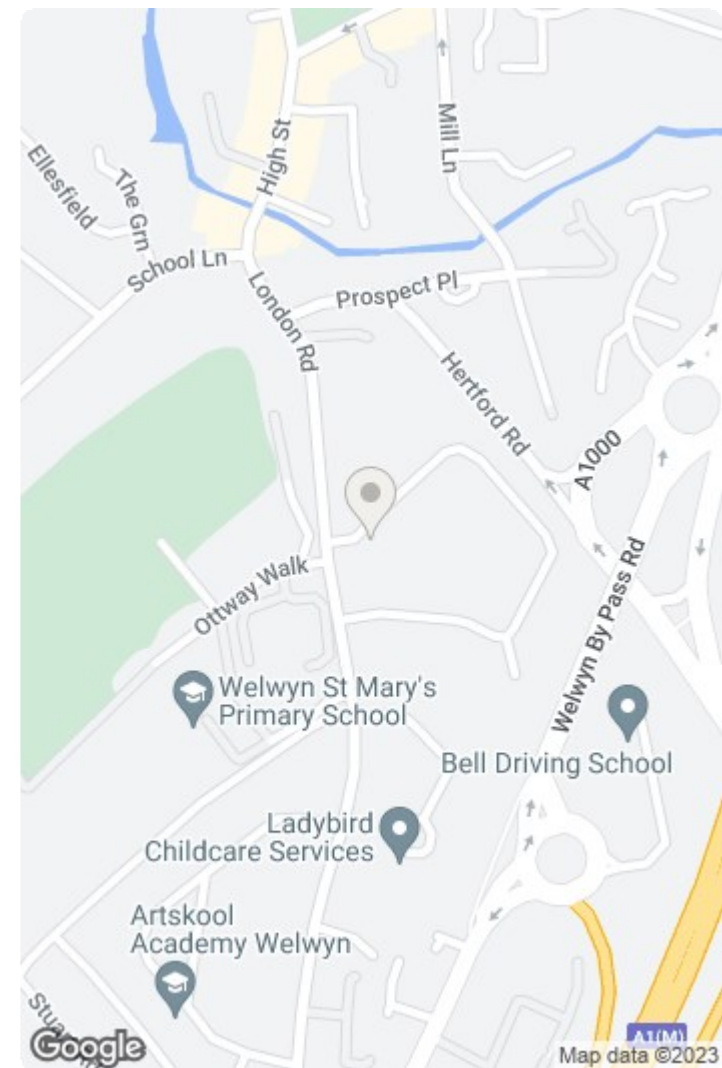 High St
Mill Ln
Ellesfield
The Grn
School Ln
London Rd
Prospect Pl
Hertford Rd
A1000
Ottway Walk
Welwyn By Pass Rd
Welwyn St Mary's
Primary School
Bell Driving School
Ladybird
Childcare Services
Artskool
Academy Welwyn
A1(M)
Google
Map data ©2023